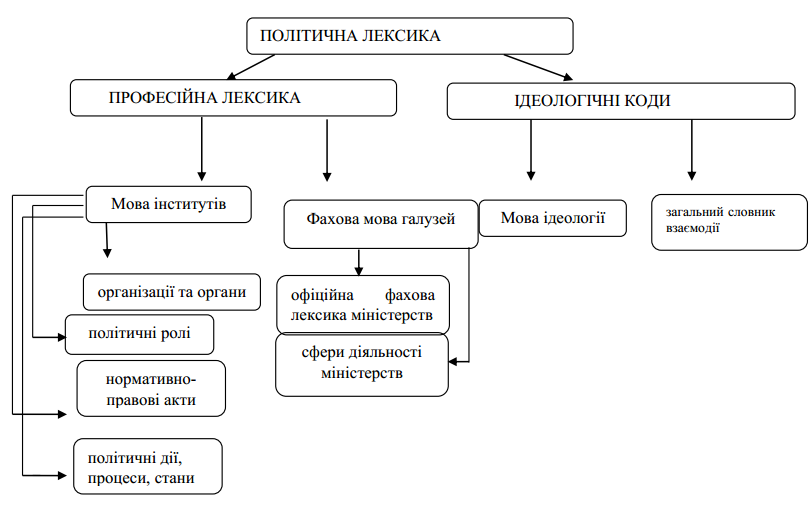 ПОЛІТИЧНА ЛЕКСИКА
ПРОФЕСІЙНА ЛЕКСИКА
ІДЕОЛОГІЧНІ КОДИ
Мова інститутів
Фахова мова галузей
Мова ідеології
загальний словник
взаємодії
організації та органи
політичні ролі
нормативно-
правові акти
політичні дії,
процеси, стани
офіційна фахова
лексика міністерств
сфери діяльності
міністерств